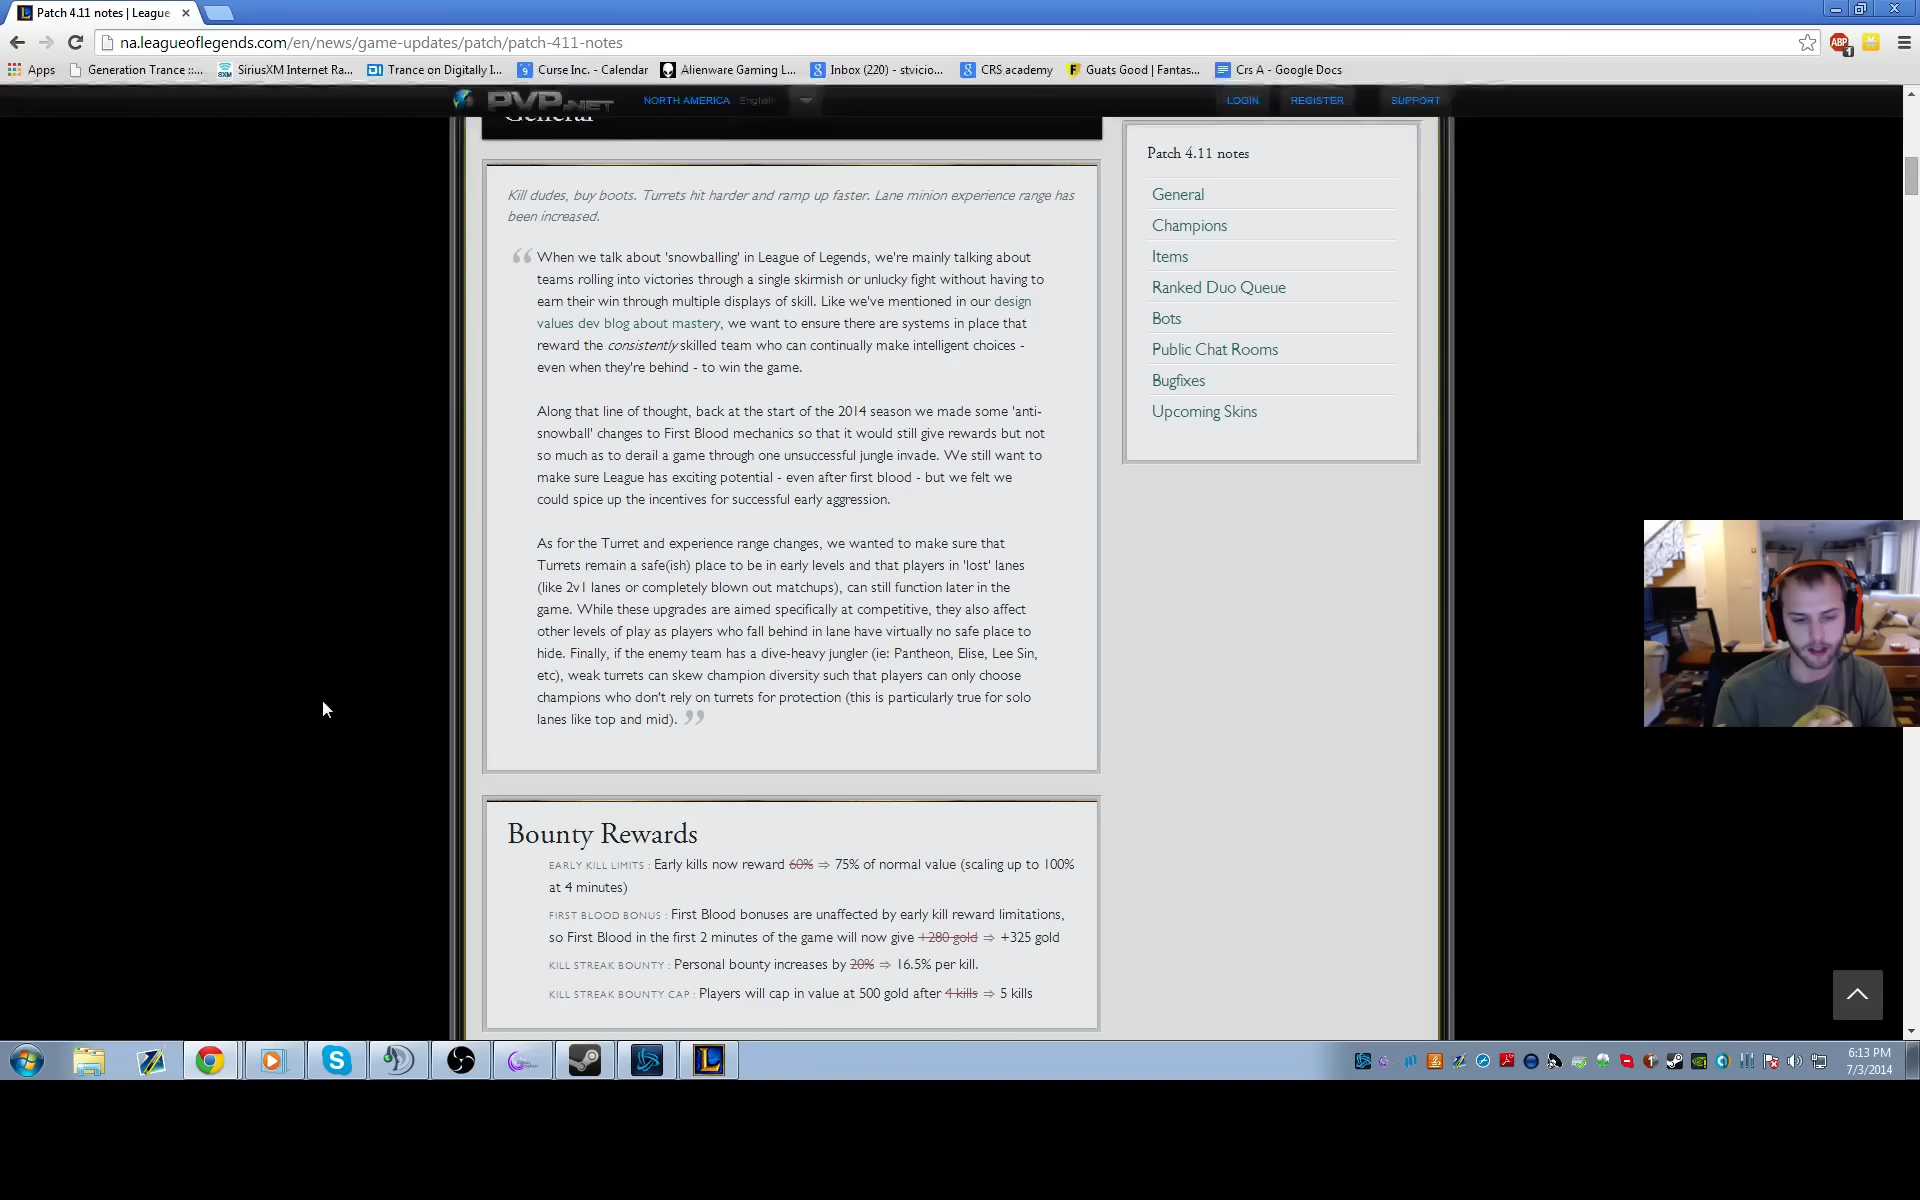 Patch 4.11 notes | League
na.leagueoflegends.com/en/news/game-updates/patch/patch-411-notes
ABP
1
Apps
Generation Trance ::...
SiriusXM Internet Ra...
Trance on Digitally I...
Curse Inc. - Calendar
Alienware Gaming L...
Inbox (220) - stvicio...
CRS academy
Guats Good | Fantas...
Crs A - Google Docs
PVP.NET
NORTH AMERICA English
LOGIN
REGISTER
SUPPORT
General
Kill dudes, buy boots. Turrets hit harder and ramp up faster. Lane minion experience range has
been increased.
“ When we talk about 'snowballing' in League of Legends, we're mainly talking about
teams rolling into victories through a single skirmish or unlucky fight without having to
earn their win through multiple displays of skill. Like we've mentioned in our design
values dev blog about mastery, we want to ensure there are systems in place that
reward the consistently skilled team who can continually make intelligent choices -
even when they're behind - to win the game.
Along that line of thought, back at the start of the 2014 season we made some 'anti-
snowball' changes to First Blood mechanics so that it would still give rewards but not
so much as to derail a game through one unsuccessful jungle invade. We still want to
make sure League has exciting potential - even after first blood - but we felt we
could spice up the incentives for successful early aggression.
As for the Turret and experience range changes, we wanted to make sure that
Turrets remain a safe(ish) place to be in early levels and that players in 'lost' lanes
(like 2v1 lanes or completely blown out matchups), can still function later in the
game. While these upgrades are aimed specifically at competitive, they also affect
other levels of play as players who fall behind in lane have virtually no safe place to
hide. Finally, if the enemy team has a dive-heavy jungler (ie: Pantheon, Elise, Lee Sin,
etc), weak turrets can skew champion diversity such that players can only choose
champions who don't rely on turrets for protection (this is particularly true for solo
lanes like top and mid). ”
Bounty Rewards
EARLY KILL LIMITS : Early kills now reward 60% ⇒ 75% of normal value (scaling up to 100%
at 4 minutes)
FIRST BLOOD BONUS : First Blood bonuses are unaffected by early kill reward limitations,
so First Blood in the first 2 minutes of the game will now give +280 gold ⇒ +325 gold
KILL STREAK BOUNTY : Personal bounty increases by 20% ⇒ 16.5% per kill.
KILL STREAK BOUNTY CAP : Players will cap in value at 500 gold after 4 kills ⇒ 5 kills
Patch 4.11 notes
General
Champions
Items
Ranked Duo Queue
Bots
Public Chat Rooms
Bugfixes
Upcoming Skins
6:13 PM
7/3/2014